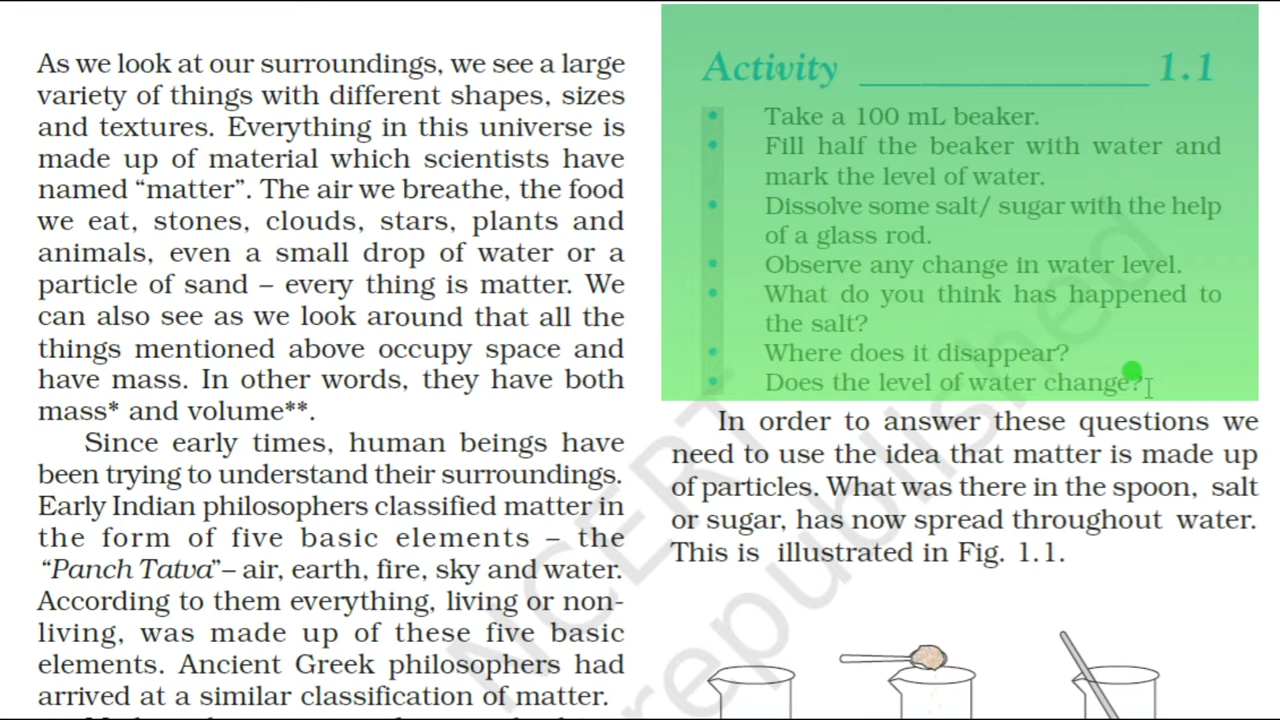 As we look at our surroundings, we see a large
variety of things with different shapes, sizes
and textures. Everything in this universe is
made up of material which scientists have
named “matter”. The air we breathe, the food
we eat, stones, clouds, stars, plants and
animals, even a small drop of water or a
particle of sand – every thing is matter. We
can also see as we look around that all the
things mentioned above occupy space and
have mass. In other words, they have both
mass* and volume**.
Since early times, human beings have
been trying to understand their surroundings.
Early Indian philosophers classified matter in
the form of five basic elements – the
“Panch Tatva”– air, earth, fire, sky and water.
According to them everything, living or non-
living, was made up of these five basic
elements. Ancient Greek philosophers had
arrived at a similar classification of matter.
Activity 1.1
• Take a 100 mL beaker.
• Fill half the beaker with water and
mark the level of water.
• Dissolve some salt/ sugar with the help
of a glass rod.
• Observe any change in water level.
• What do you think has happened to
the salt?
• Where does it disappear?
• Does the level of water change?
In order to answer these questions we
need to use the idea that matter is made up
of particles. What was there in the spoon, salt
or sugar, has now spread throughout water.
This is illustrated in Fig. 1.1.
NCERT
republished